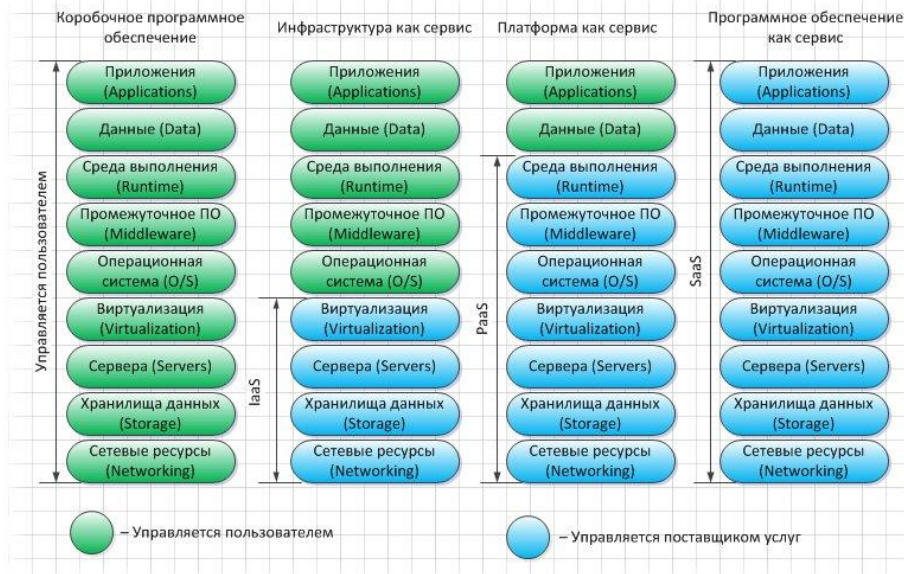 Коробочное программное
обеспечение
Управляется пользователем
Приложения
(Applications)
Данные (Data)
Среда выполнения
(Runtime)
Промежуточное ПО
(Middleware)
Операционная
система (O/S)
Виртуализация
(Virtualization)
Сервера (Servers)
Хранилища данных
(Storage)
Сетевые ресурсы
(Networking)
Инфраструктура как сервис
Приложения
(Applications)
Данные (Data)
Среда выполнения
(Runtime)
Промежуточное ПО
(Middleware)
Операционная
система (O/S)
IaaS
Виртуализация
(Virtualization)
Сервера (Servers)
Хранилища данных
(Storage)
Сетевые ресурсы
(Networking)
Платформа как сервис
Приложения
(Applications)
Данные (Data)
PaaS
Среда выполнения
(Runtime)
Промежуточное ПО
(Middleware)
Операционная
система (O/S)
Виртуализация
(Virtualization)
Сервера (Servers)
Хранилища данных
(Storage)
Сетевые ресурсы
(Networking)
Программное обеспечение
как сервис
SaaS
Приложения
(Applications)
Данные (Data)
Среда выполнения
(Runtime)
Промежуточное ПО
(Middleware)
Операционная
система (O/S)
Виртуализация
(Virtualization)
Сервера (Servers)
Хранилища данных
(Storage)
Сетевые ресурсы
(Networking)
– Управляется пользователем
– Управляется поставщиком услуг